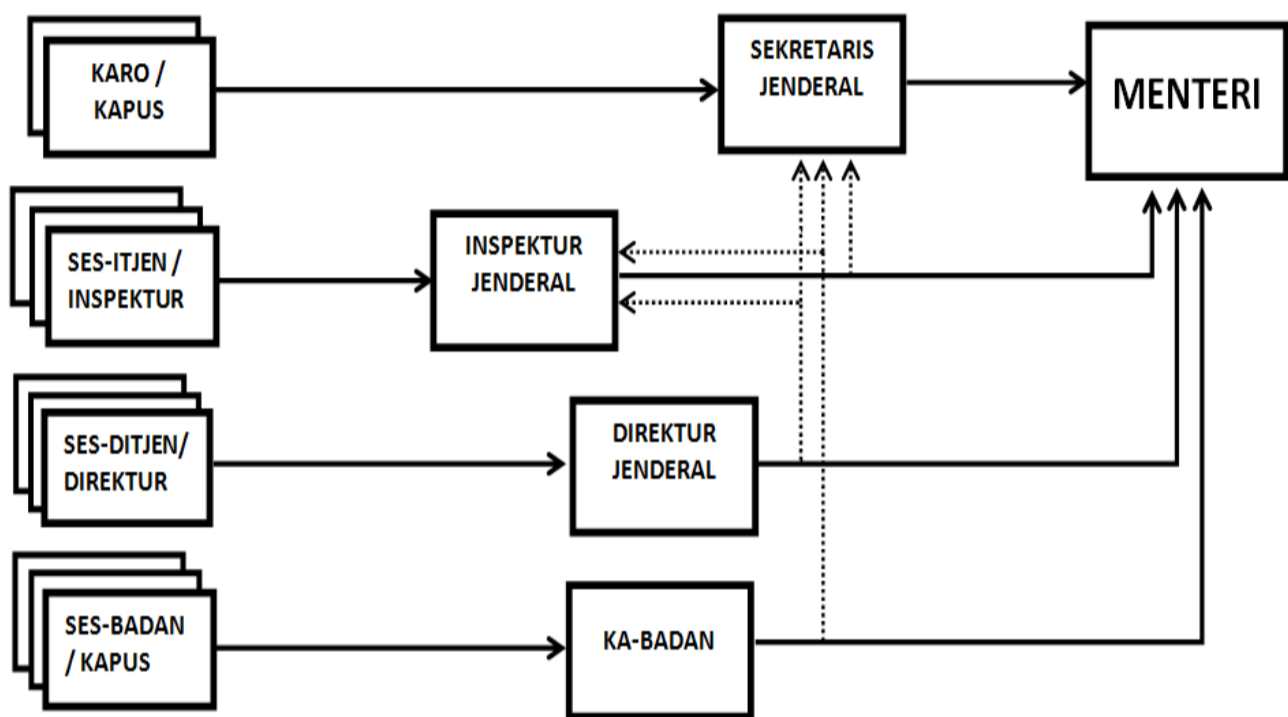 KARO /
KAPUS
SEKRETARIS
JENDERAL
MENTERI
SES-ITJEN /
INSPEKTUR
INSPEKTUR
JENDERAL
SES-DITJEN/
DIREKTUR
DIREKTUR
JENDERAL
SES-BADAN
/ KAPUS
KA-BADAN